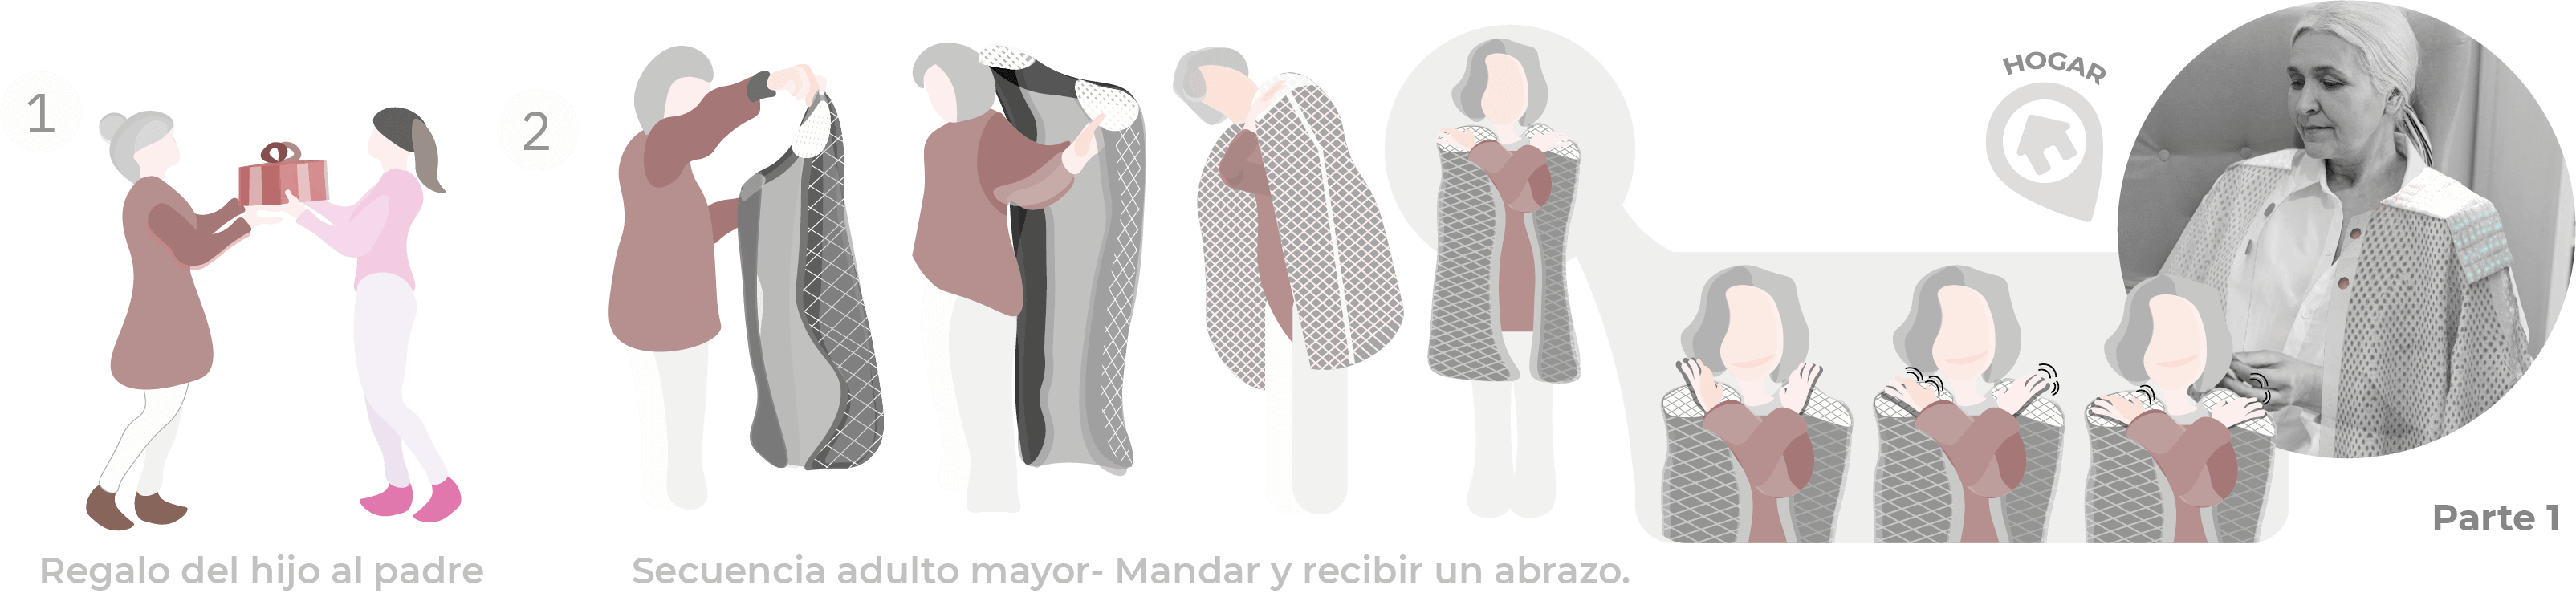 1
2
HOGAR
Parte 1
Regalo del hijo al padre
Secuencia adulto mayor- Mandar y recibir un abrazo.